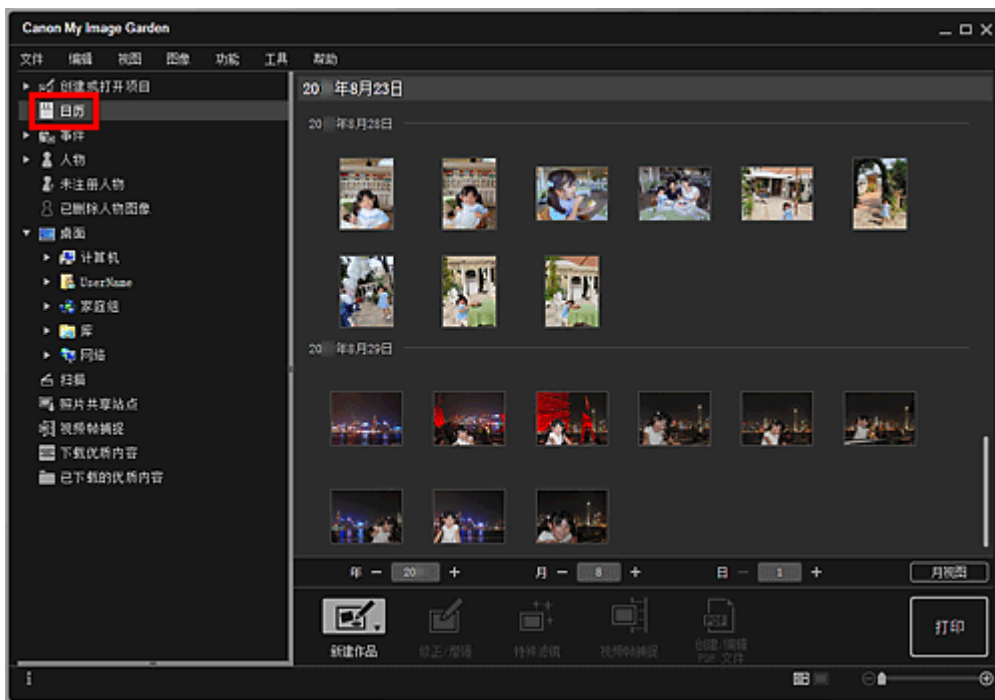 Canon My Image Garden
文件 编辑 视图 图像 功能 工具 帮助
创建或打开项目
日历
事件
人物
未注册人物
已删除人物图像
桌面
计算机
UserName
家庭组
库
网络
扫描
照片共享站点
视频帧捕捉
下载优质内容
已下载的优质内容
20 年8月23日
20 年8月28日
20 年8月29日
年 − 20 + 月 − 8 + 日 − 1 + 月视图
新建作品 修正/增强 特殊滤镜 视频帧捕捉 创建/编辑
PDF 文件
打印